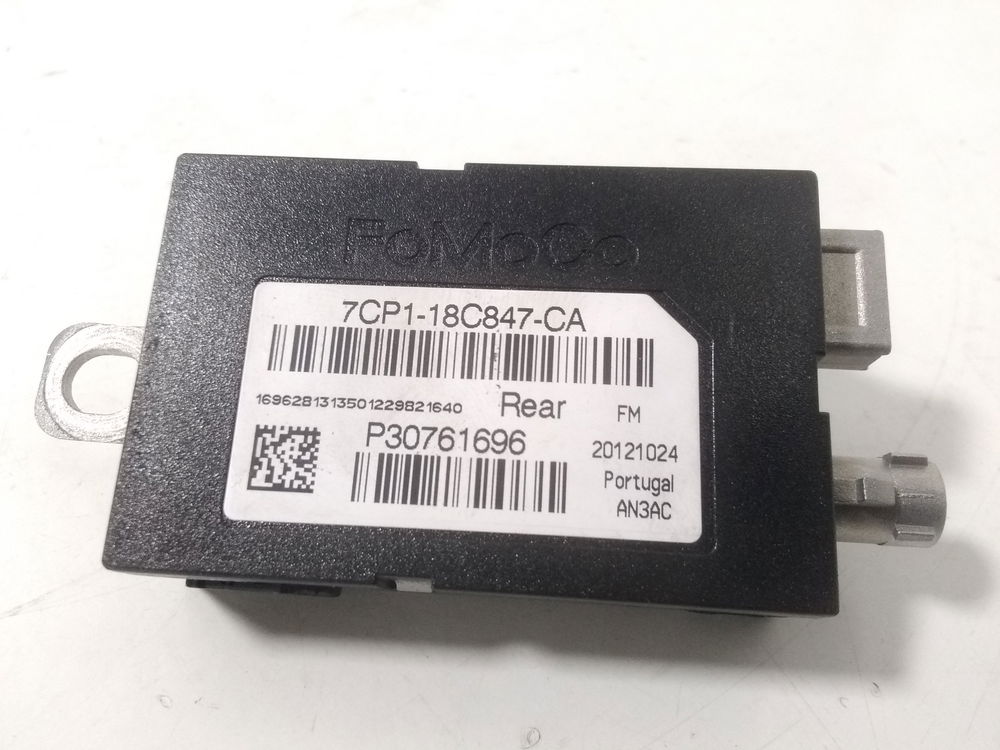 FoMoCo
7CP1-18C847-CA
1696281313501229821640
Rear
FM
P30761696
20121024
Portugal
AN3AC